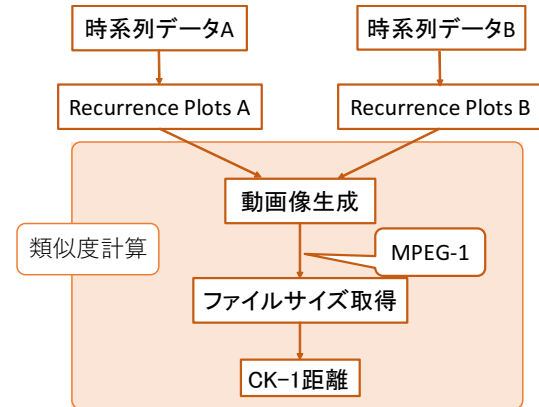 時系列データA
時系列データB
Recurrence Plots A
Recurrence Plots B
動画像生成
類似度計算
MPEG-1
ファイルサイズ取得
CK-1距離